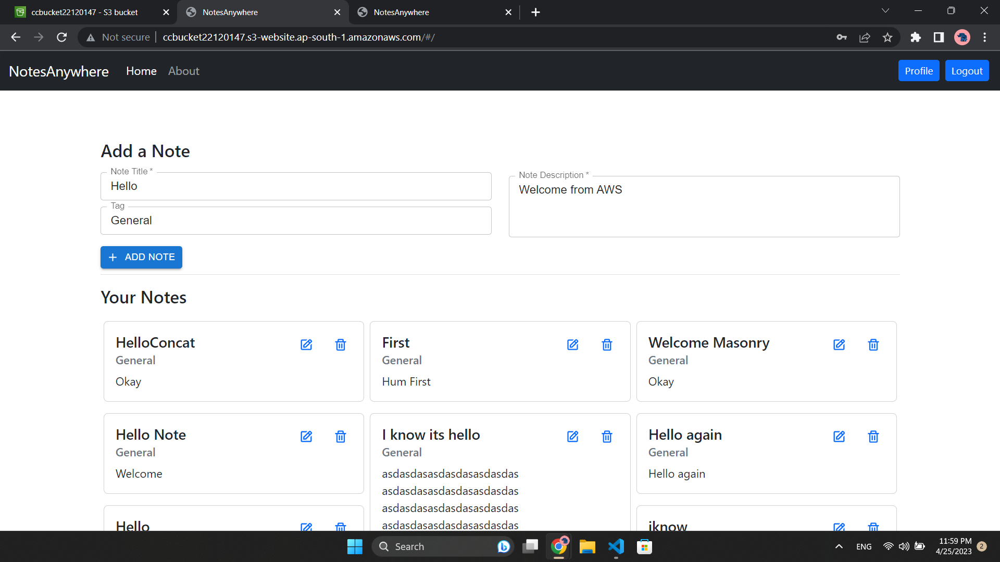 ccbucket22120147 - S3 bucket
NotesAnywhere
NotesAnywhere
Not secure
ccbucket22120147.s3-website.ap-south-1.amazonaws.com/#/
NotesAnywhere
Home
About
Profile
Logout
Add a Note
Note Title *
Hello
Note Description *
Welcome from AWS
Tag
General
+ ADD NOTE
Your Notes
HelloConcat
General
Okay
First
General
Hum First
Welcome Masonry
General
Okay
Hello Note
General
Welcome
I know its hello
General
asdasdasasdasdasasdasdas
asdasdasasdasdasasdasdas
asdasdasasdasdasasdasdas
asdasdasasdasdasasdasdas
Hello again
General
Hello again
Hello
iknow
Search
ENG
11:59 PM
4/25/2023
2